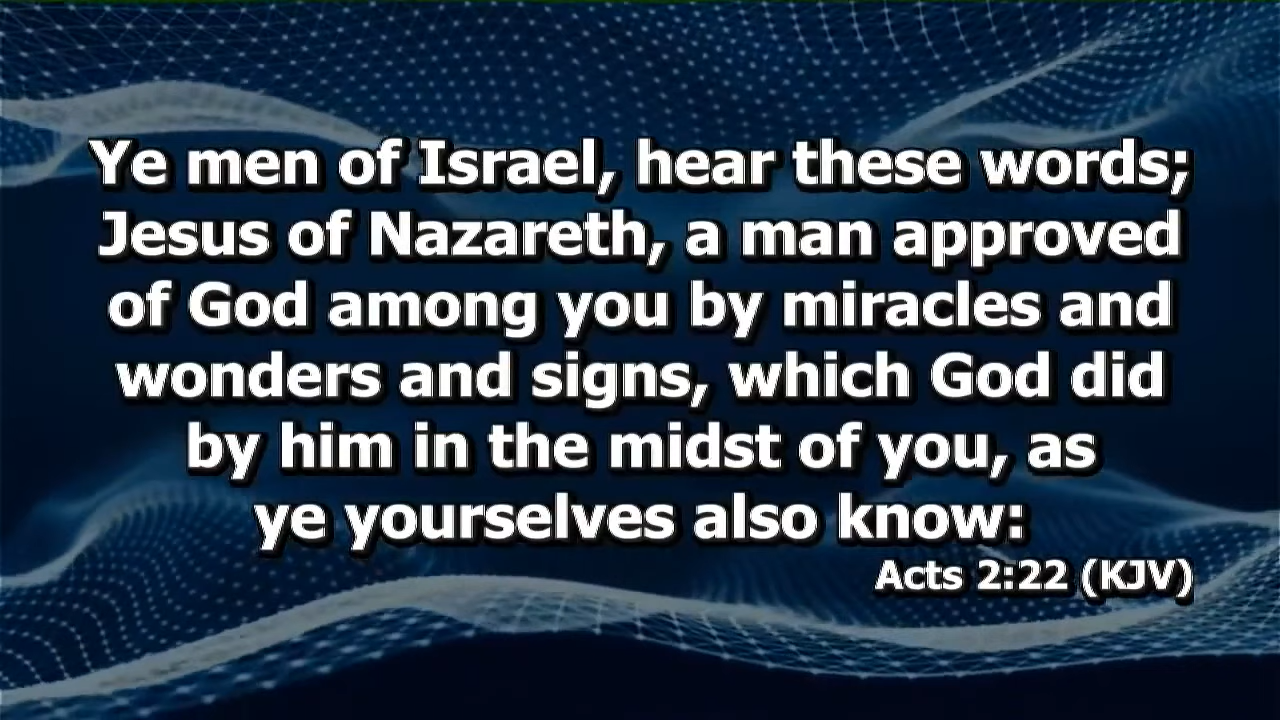 Ye men of Israel, hear these words;
Jesus of Nazareth, a man approved
of God among you by miracles and
wonders and signs, which God did
by him in the midst of you, as
ye yourselves also know:
Acts 2:22 (KJV)